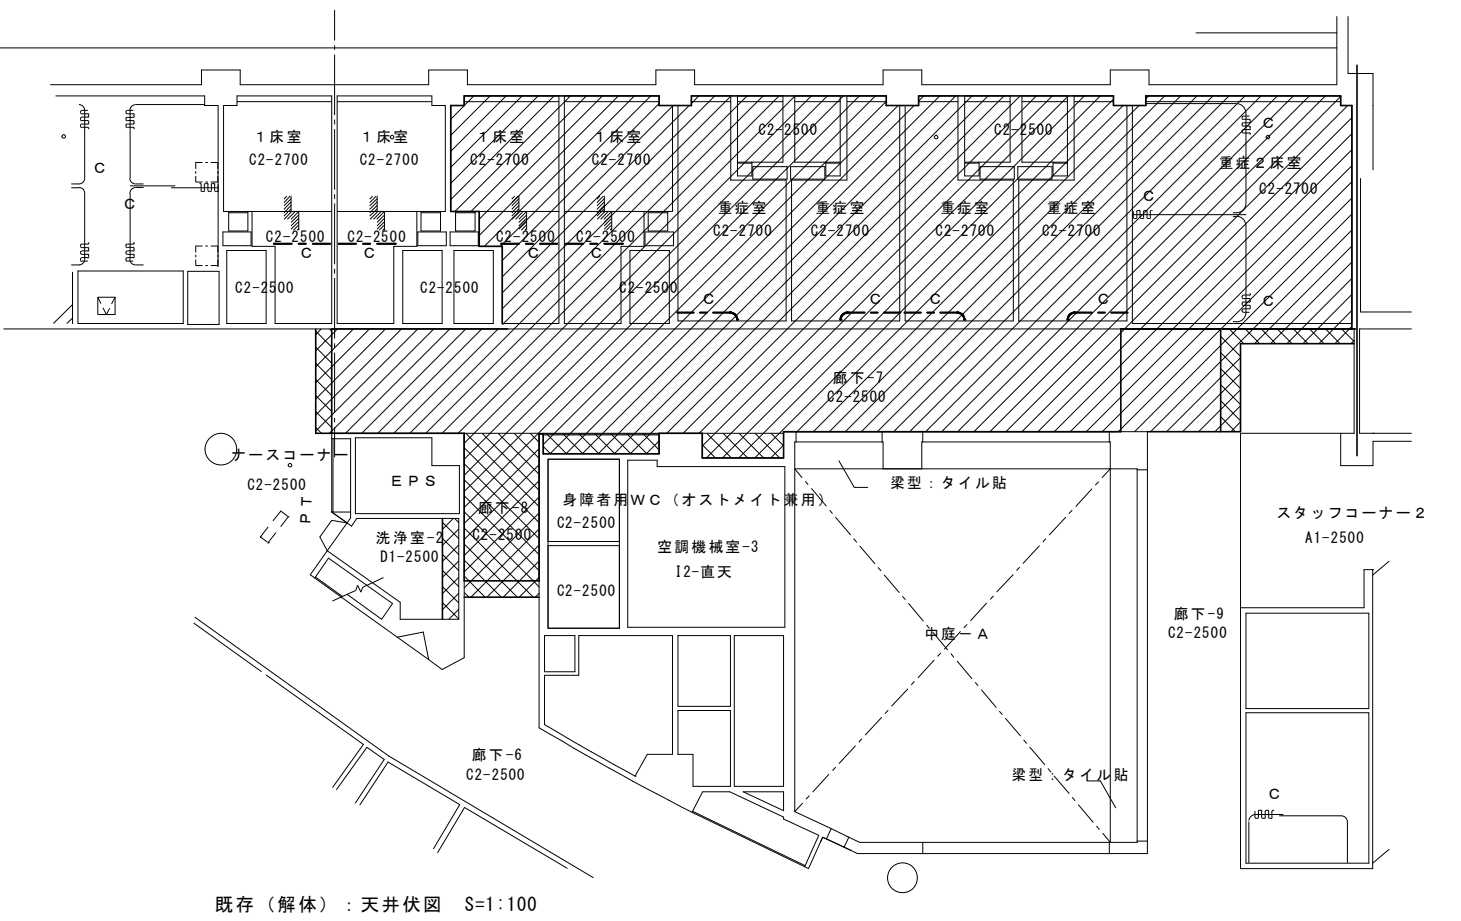 １床室 １床室 １床室 １床室
C2-2700 C2-2700 C2-2700 C2-2700
C2-2500 C2-2500
C
C
重症２床室
C2-2700
C
C
重症室 重症室 重症室 重症室
C2-2700 C2-2700 C2-2700 C2-2700
C2-2500 C2-2500 C2-2500 C2-2500
C C C C
C2-2500 C2-2500 C2-2500
C C C C C
廊下-7
C2-2500
ナースコーナー
C2-2500
PT
EPS
洗浄室-2
D1-2500
廊下-8
C2-2500
身障者用WC（オストメイト兼用）
C2-2500
C2-2500
空調機械室-3
I2-直天
梁型：タイル貼
スタッフコーナー２
A1-2500
中庭－A
廊下-9
C2-2500
廊下-6
C2-2500
梁型：タイル貼
C
既存（解体）：天井伏図 S=1:100